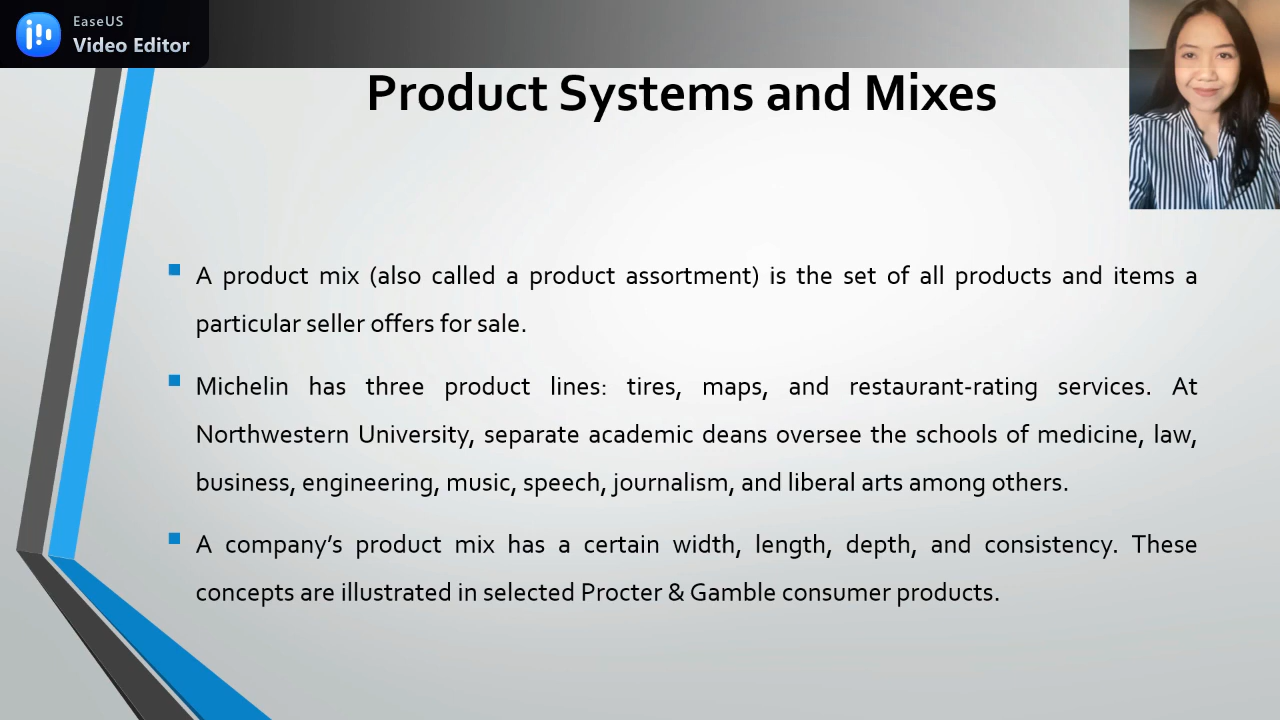 EaseUS
Video Editor
Product Systems and Mixes
A product mix (also called a product assortment) is the set of all products and items a
particular seller offers for sale.
Michelin has three product lines: tires, maps, and restaurant-rating services. At
Northwestern University, separate academic deans oversee the schools of medicine, law,
business, engineering, music, speech, journalism, and liberal arts among others.
A company’s product mix has a certain width, length, depth, and consistency. These
concepts are illustrated in selected Procter & Gamble consumer products.